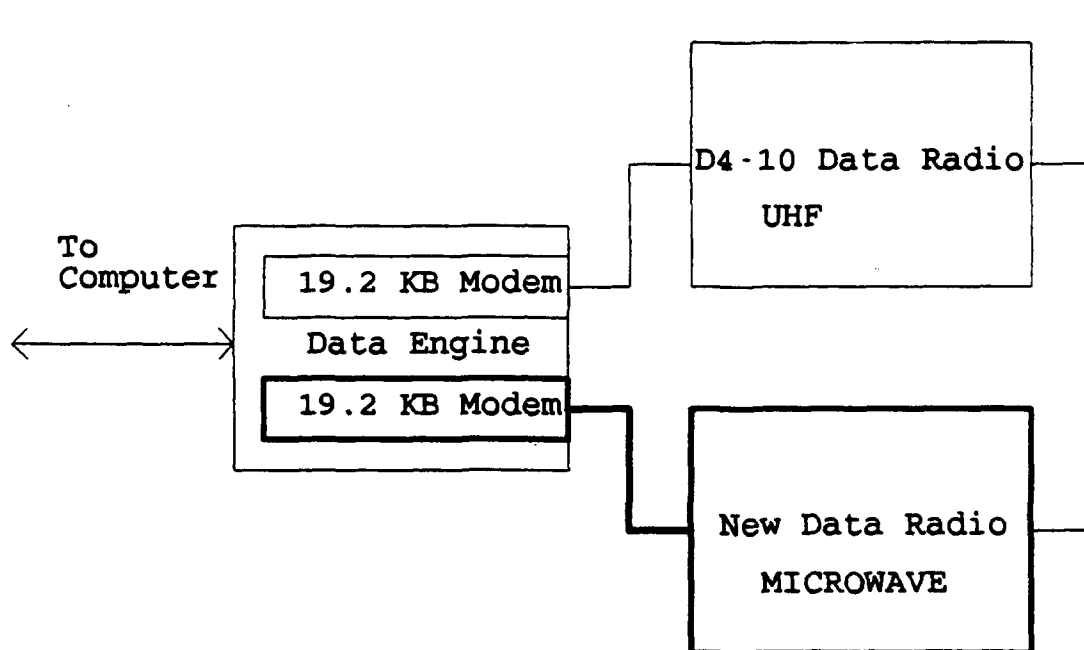 To
Computer
19.2 KB Modem
Data Engine
19.2 KB Modem
D4-10 Data Radio
UHF
New Data Radio
MICROWAVE